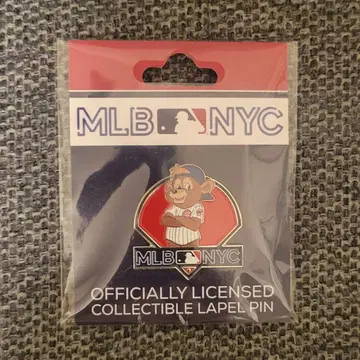 MLB NYC
MLB NYC
OFFICIALLY LICENSED
COLLECTIBLE LAPEL PIN